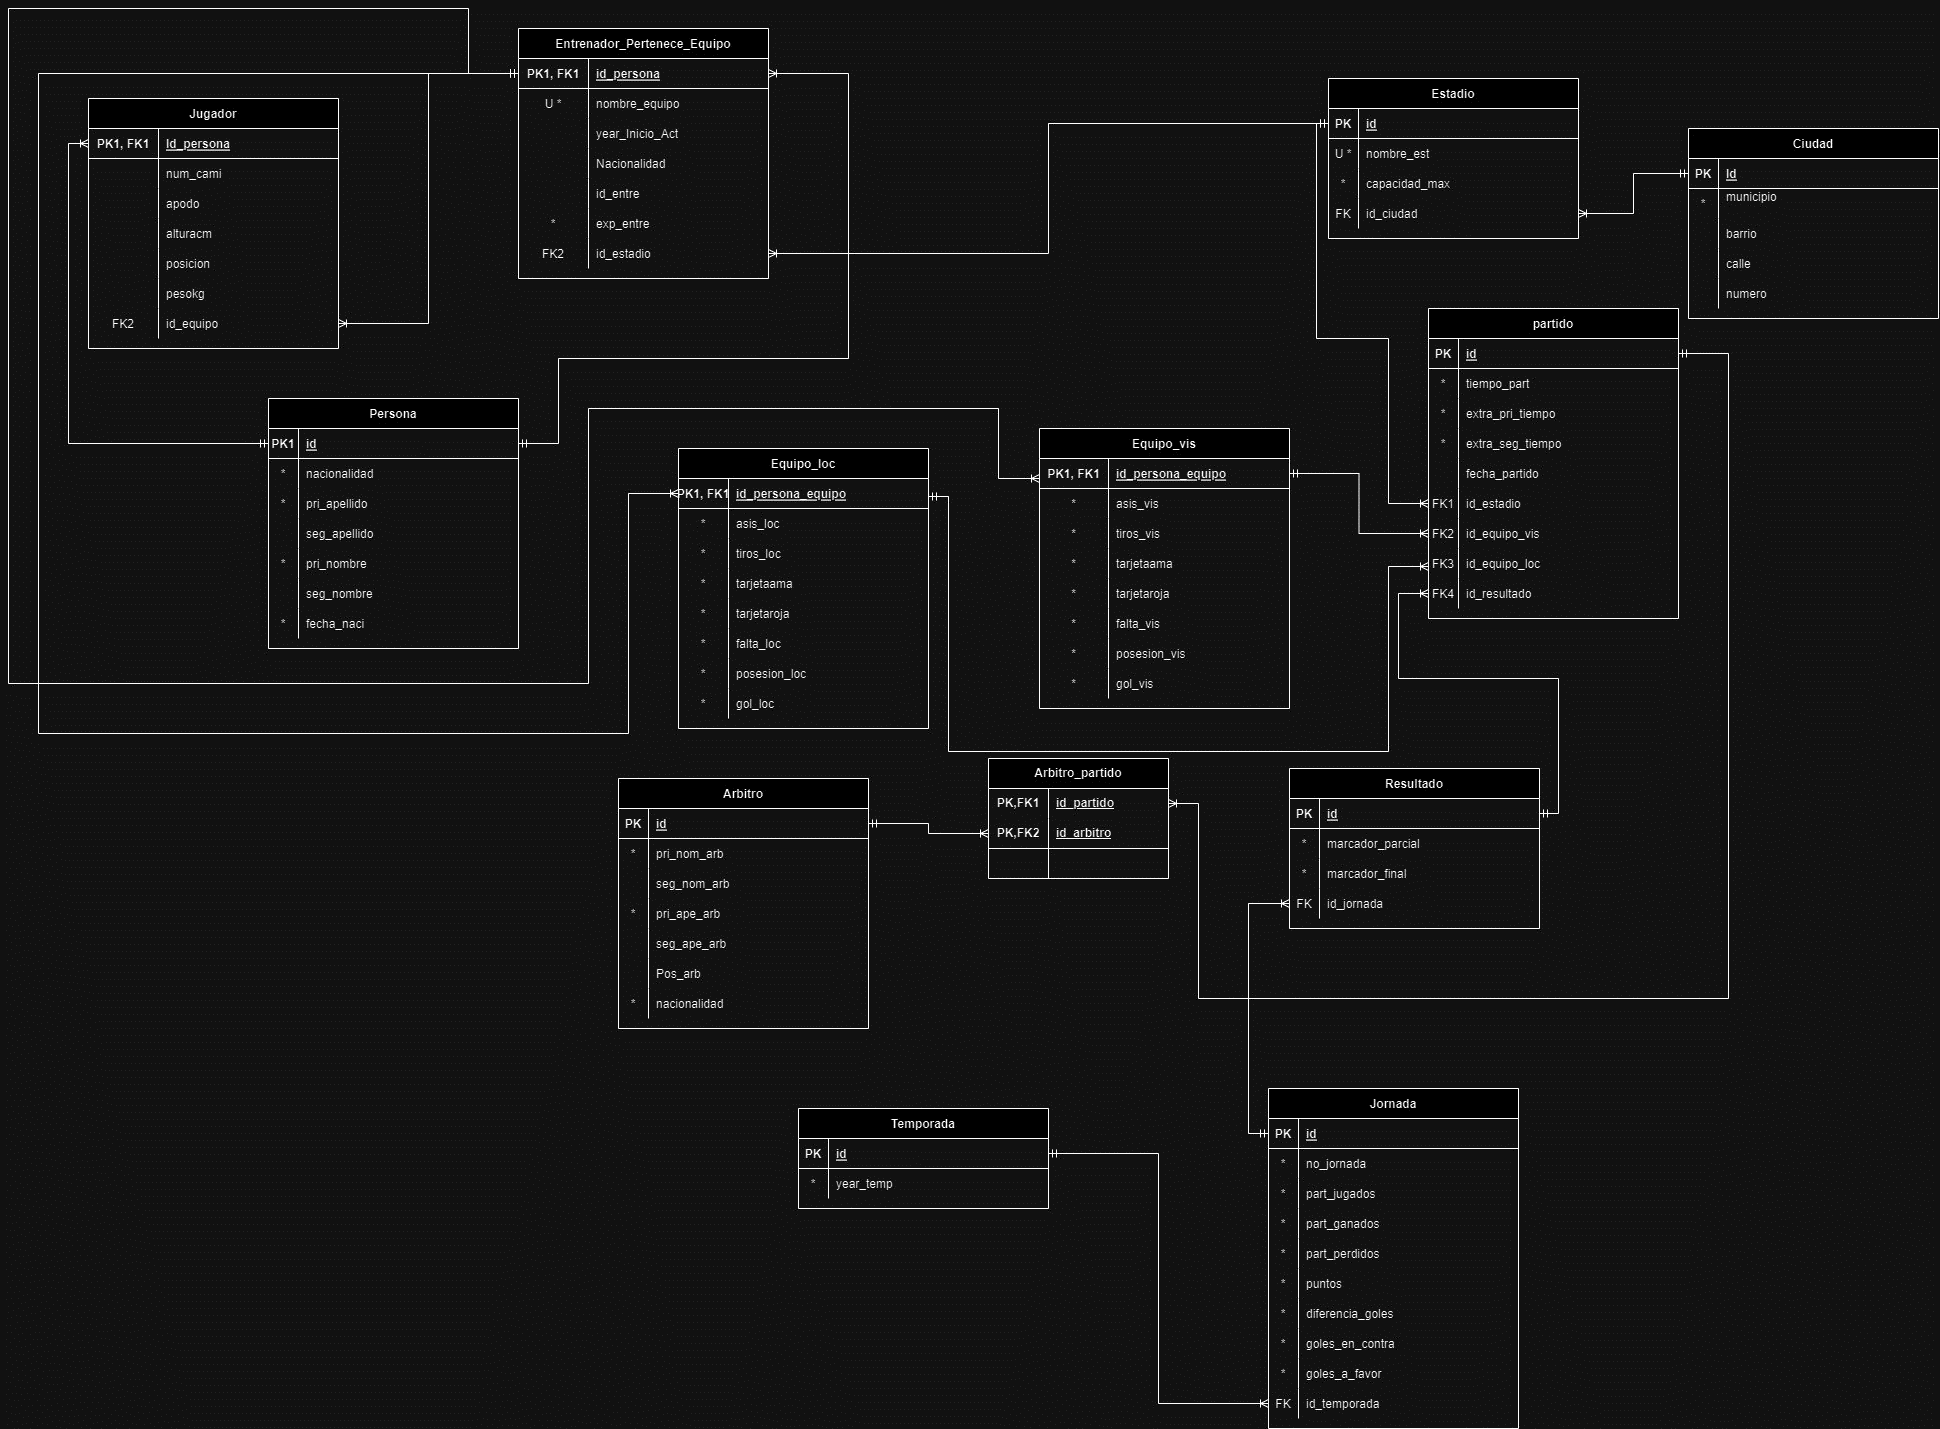 Entrenador_Pertenece_Equipo
PK1, FK1 id_persona
U * nombre_equipo
year_Inicio_Act
Nacionalidad
id_entre
* exp_entre
FK2 id_estadio
Jugador
PK1, FK1 Id_persona
num_cami
apodo
alturacm
posicion
pesokg
FK2 id_equipo
Estadio
PK id
U * nombre_est
* capacidad_max
FK id_ciudad
Ciudad
PK Id
* municipio
barrio
calle
numero
partido
PK id
* tiempo_part
* extra_pri_tiempo
* extra_seg_tiempo
fecha_partido
FK1 id_estadio
FK2 id_equipo_vis
FK3 id_equipo_loc
FK4 id_resultado
Persona
PK1 id
* nacionalidad
* pri_apellido
seg_apellido
* pri_nombre
seg_nombre
* fecha_naci
Equipo_loc
PK1, FK1 id_persona_equipo
* asis_loc
* tiros_loc
* tarjetaama
* tarjetaroja
* falta_loc
* posesion_loc
* gol_loc
Equipo_vis
PK1, FK1 id_persona_equipo
* asis_vis
* tiros_vis
* tarjetaama
* tarjetaroja
* falta_vis
* posesion_vis
* gol_vis
Arbitro
PK id
* pri_nom_arb
seg_nom_arb
* pri_ape_arb
seg_ape_arb
Pos_arb
* nacionalidad
Arbitro_partido
PK,FK1 id_partido
PK,FK2 id_arbitro
Resultado
PK id
* marcador_parcial
* marcador_final
FK id_jornada
Temporada
PK id
* year_temp
Jornada
PK id
* no_jornada
* part_jugados
* part_ganados
* part_perdidos
* puntos
* diferencia_goles
* goles_en_contra
* goles_a_favor
FK id_temporada